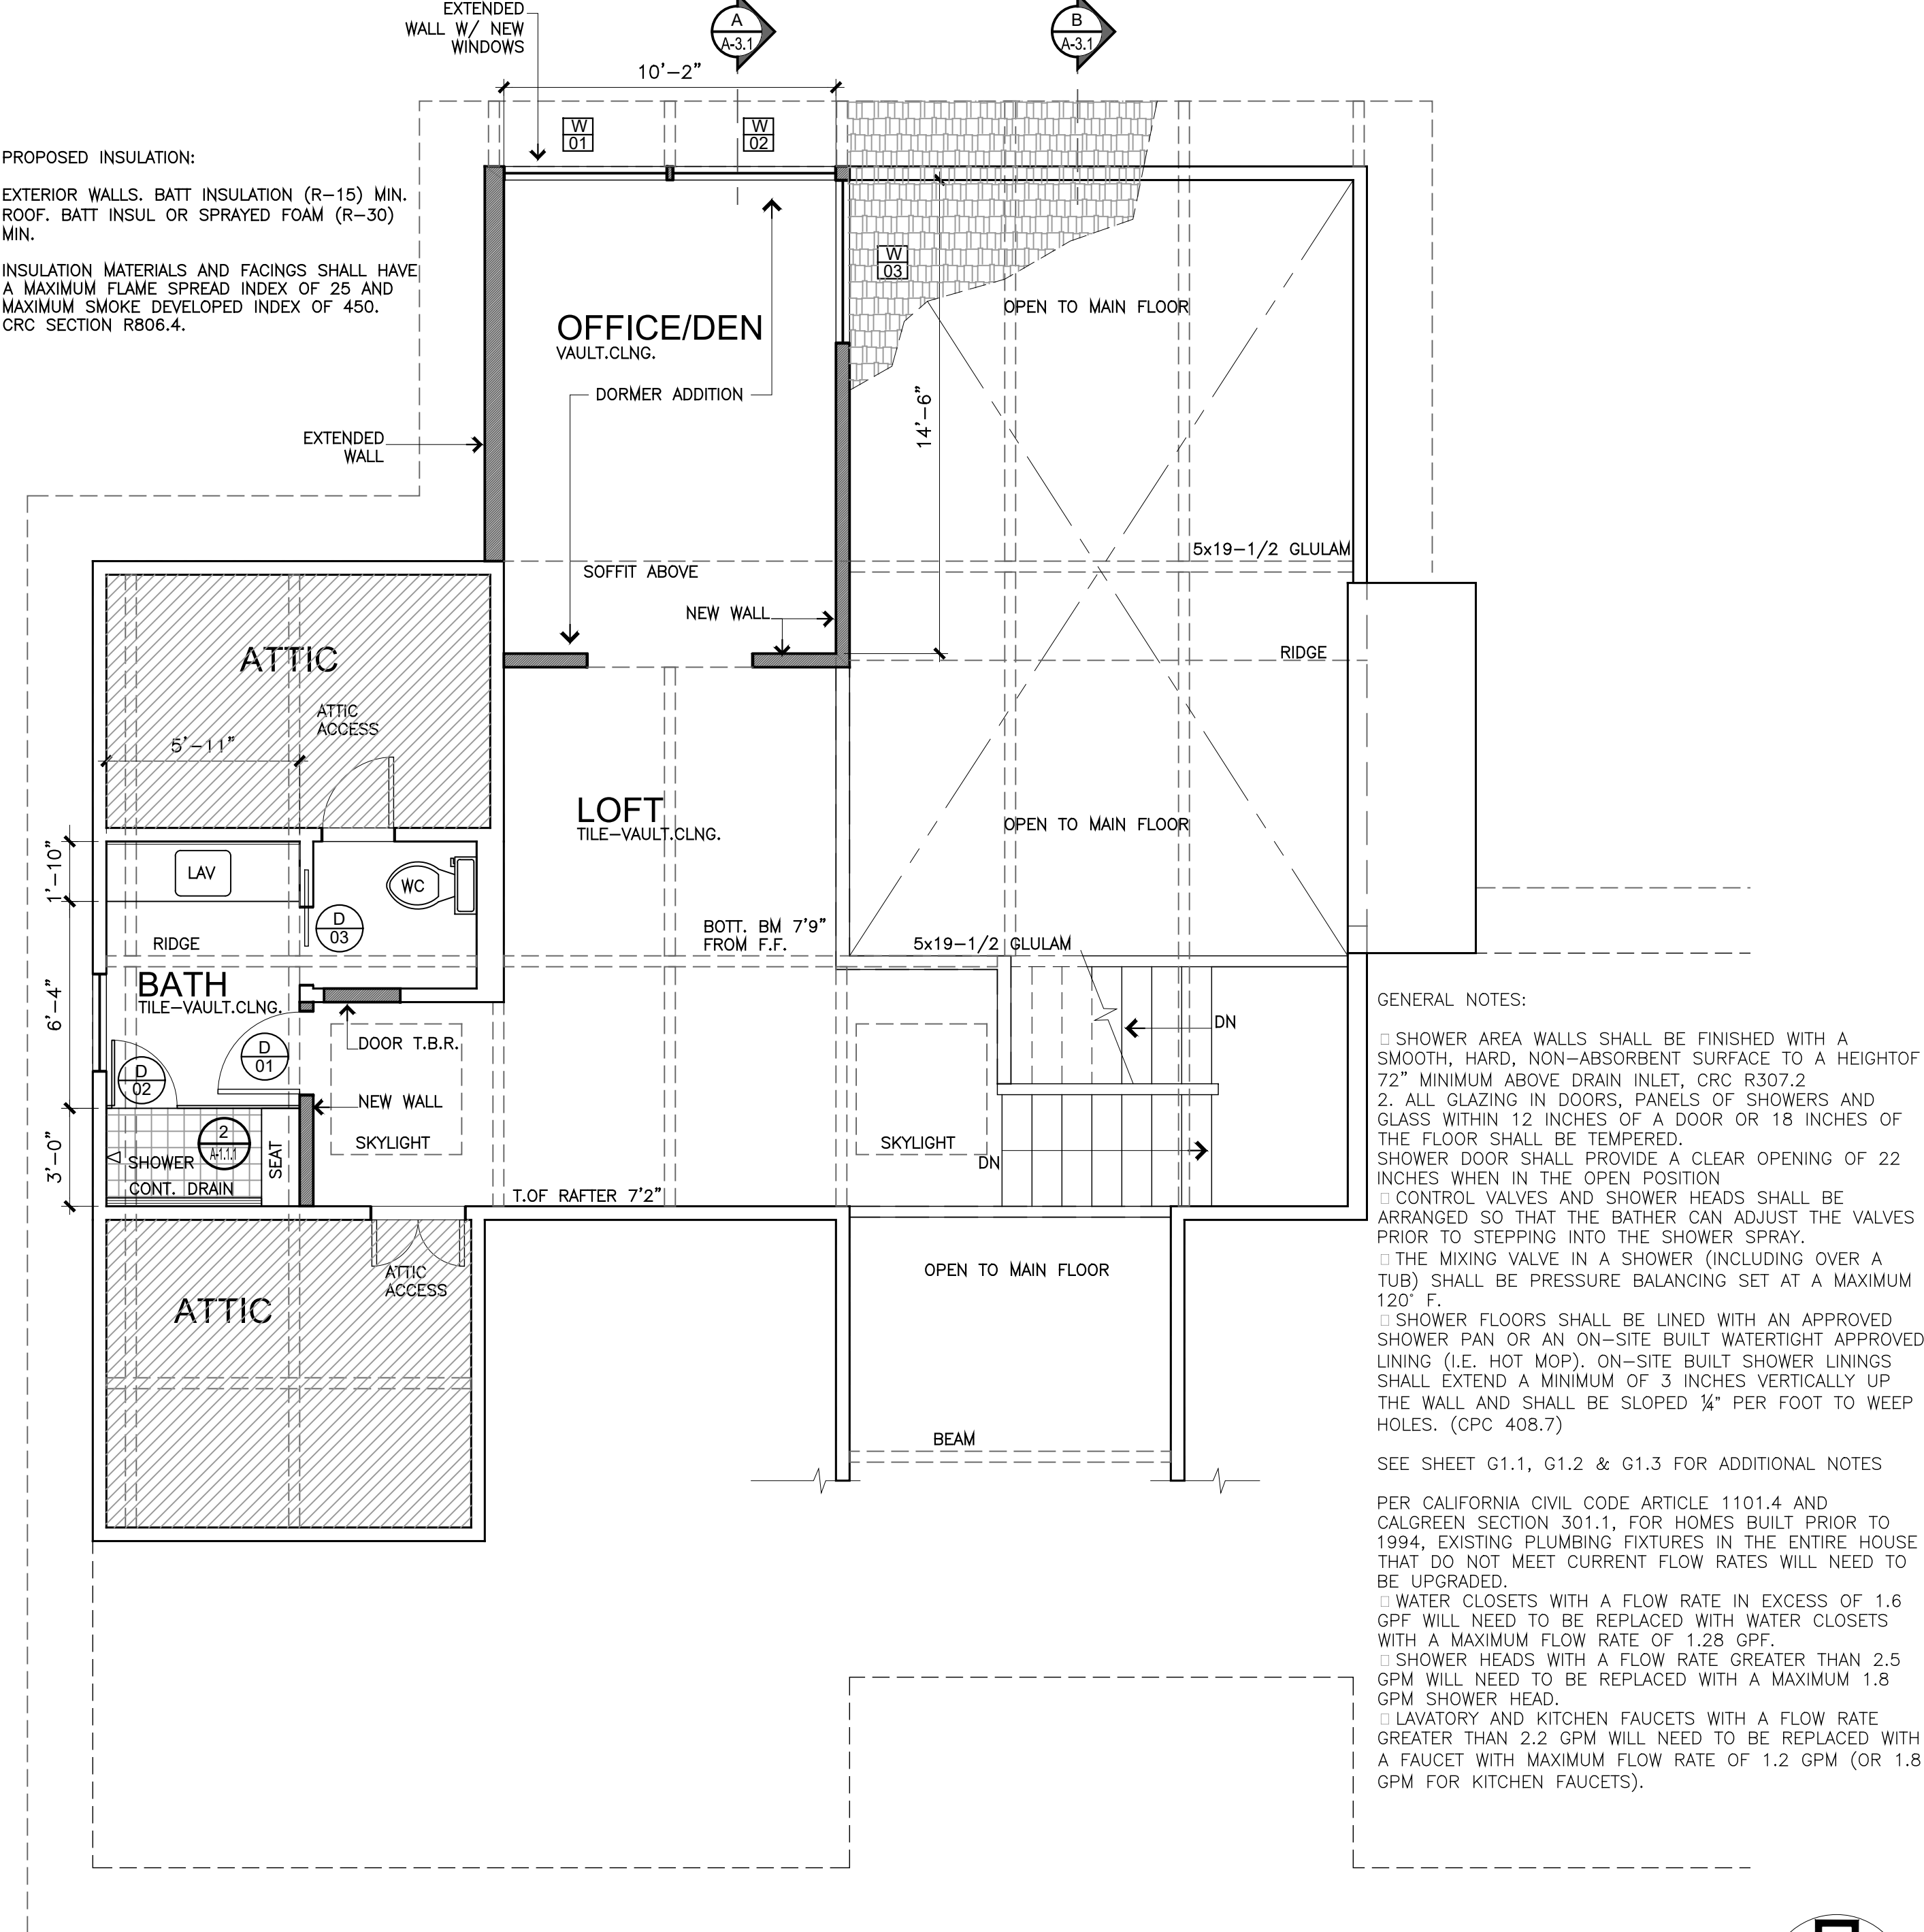 EXTENDED
WALL W/ NEW
WINDOWS
A
A-3.1
B
A-3.1
10'-2"
W
01
W
02
PROPOSED INSULATION:
EXTERIOR WALLS. BATT INSULATION (R-15) MIN.
ROOF. BATT INSUL OR SPRAYED FOAM (R-30)
MIN.
INSULATION MATERIALS AND FACINGS SHALL HAVE
A MAXIMUM FLAME SPREAD INDEX OF 25 AND
MAXIMUM SMOKE DEVELOPED INDEX OF 450.
CRC SECTION R806.4.
W
03
OPEN TO MAIN FLOOR
OFFICE/DEN
VAULT.CLNG.
DORMER ADDITION
14'-6"
EXTENDED
WALL
5x19-1/2 GLULAM
SOFFIT ABOVE
NEW WALL
RIDGE
ATTIC
ATTIC
ACCESS
5'-11"
LOFT
TILE-VAULT.CLNG.
OPEN TO MAIN FLOOR
1'-10"
LAV
WC
D
03
BOTT. BM 7'9"
FROM F.F.
5x19-1/2 GLULAM
RIDGE
BATH
TILE-VAULT.CLNG.
6'-4"
DOOR T.B.R.
D
01
D
02
DN
NEW WALL
SKYLIGHT
SKYLIGHT
DN
2
A-1.1.1
SHOWER
SEAT
CONT. DRAIN
3'-0"
T.OF RAFTER 7'2"
ATTIC
ACCESS
ATTIC
OPEN TO MAIN FLOOR
BEAM
GENERAL NOTES:
SHOWER AREA WALLS SHALL BE FINISHED WITH A
SMOOTH, HARD, NON-ABSORBENT SURFACE TO A HEIGHTOF
72" MINIMUM ABOVE DRAIN INLET, CRC R307.2
2. ALL GLAZING IN DOORS, PANELS OF SHOWERS AND
GLASS WITHIN 12 INCHES OF A DOOR OR 18 INCHES OF
THE FLOOR SHALL BE TEMPERED.
SHOWER DOOR SHALL PROVIDE A CLEAR OPENING OF 22
INCHES WHEN IN THE OPEN POSITION
CONTROL VALVES AND SHOWER HEADS SHALL BE
ARRANGED SO THAT THE BATHER CAN ADJUST THE VALVES
PRIOR TO STEPPING INTO THE SHOWER SPRAY.
THE MIXING VALVE IN A SHOWER (INCLUDING OVER A
TUB) SHALL BE PRESSURE BALANCING SET AT A MAXIMUM
120° F.
SHOWER FLOORS SHALL BE LINED WITH AN APPROVED
SHOWER PAN OR AN ON-SITE BUILT WATERTIGHT APPROVED
LINING (I.E. HOT MOP). ON-SITE BUILT SHOWER LININGS
SHALL EXTEND A MINIMUM OF 3 INCHES VERTICALLY UP
THE WALL AND SHALL BE SLOPED ¼" PER FOOT TO WEEP
HOLES. (CPC 408.7)
SEE SHEET G1.1, G1.2 & G1.3 FOR ADDITIONAL NOTES
PER CALIFORNIA CIVIL CODE ARTICLE 1101.4 AND
CALGREEN SECTION 301.1, FOR HOMES BUILT PRIOR TO
1994, EXISTING PLUMBING FIXTURES IN THE ENTIRE HOUSE
THAT DO NOT MEET CURRENT FLOW RATES WILL NEED TO
BE UPGRADED.
WATER CLOSETS WITH A FLOW RATE IN EXCESS OF 1.6
GPF WILL NEED TO BE REPLACED WITH WATER CLOSETS
WITH A MAXIMUM FLOW RATE OF 1.28 GPF.
SHOWER HEADS WITH A FLOW RATE GREATER THAN 2.5
GPM WILL NEED TO BE REPLACED WITH A MAXIMUM 1.8
GPM SHOWER HEAD.
LAVATORY AND KITCHEN FAUCETS WITH A FLOW RATE
GREATER THAN 2.2 GPM WILL NEED TO BE REPLACED WITH
A FAUCET WITH MAXIMUM FLOW RATE OF 1.2 GPM (OR 1.8
GPM FOR KITCHEN FAUCETS).